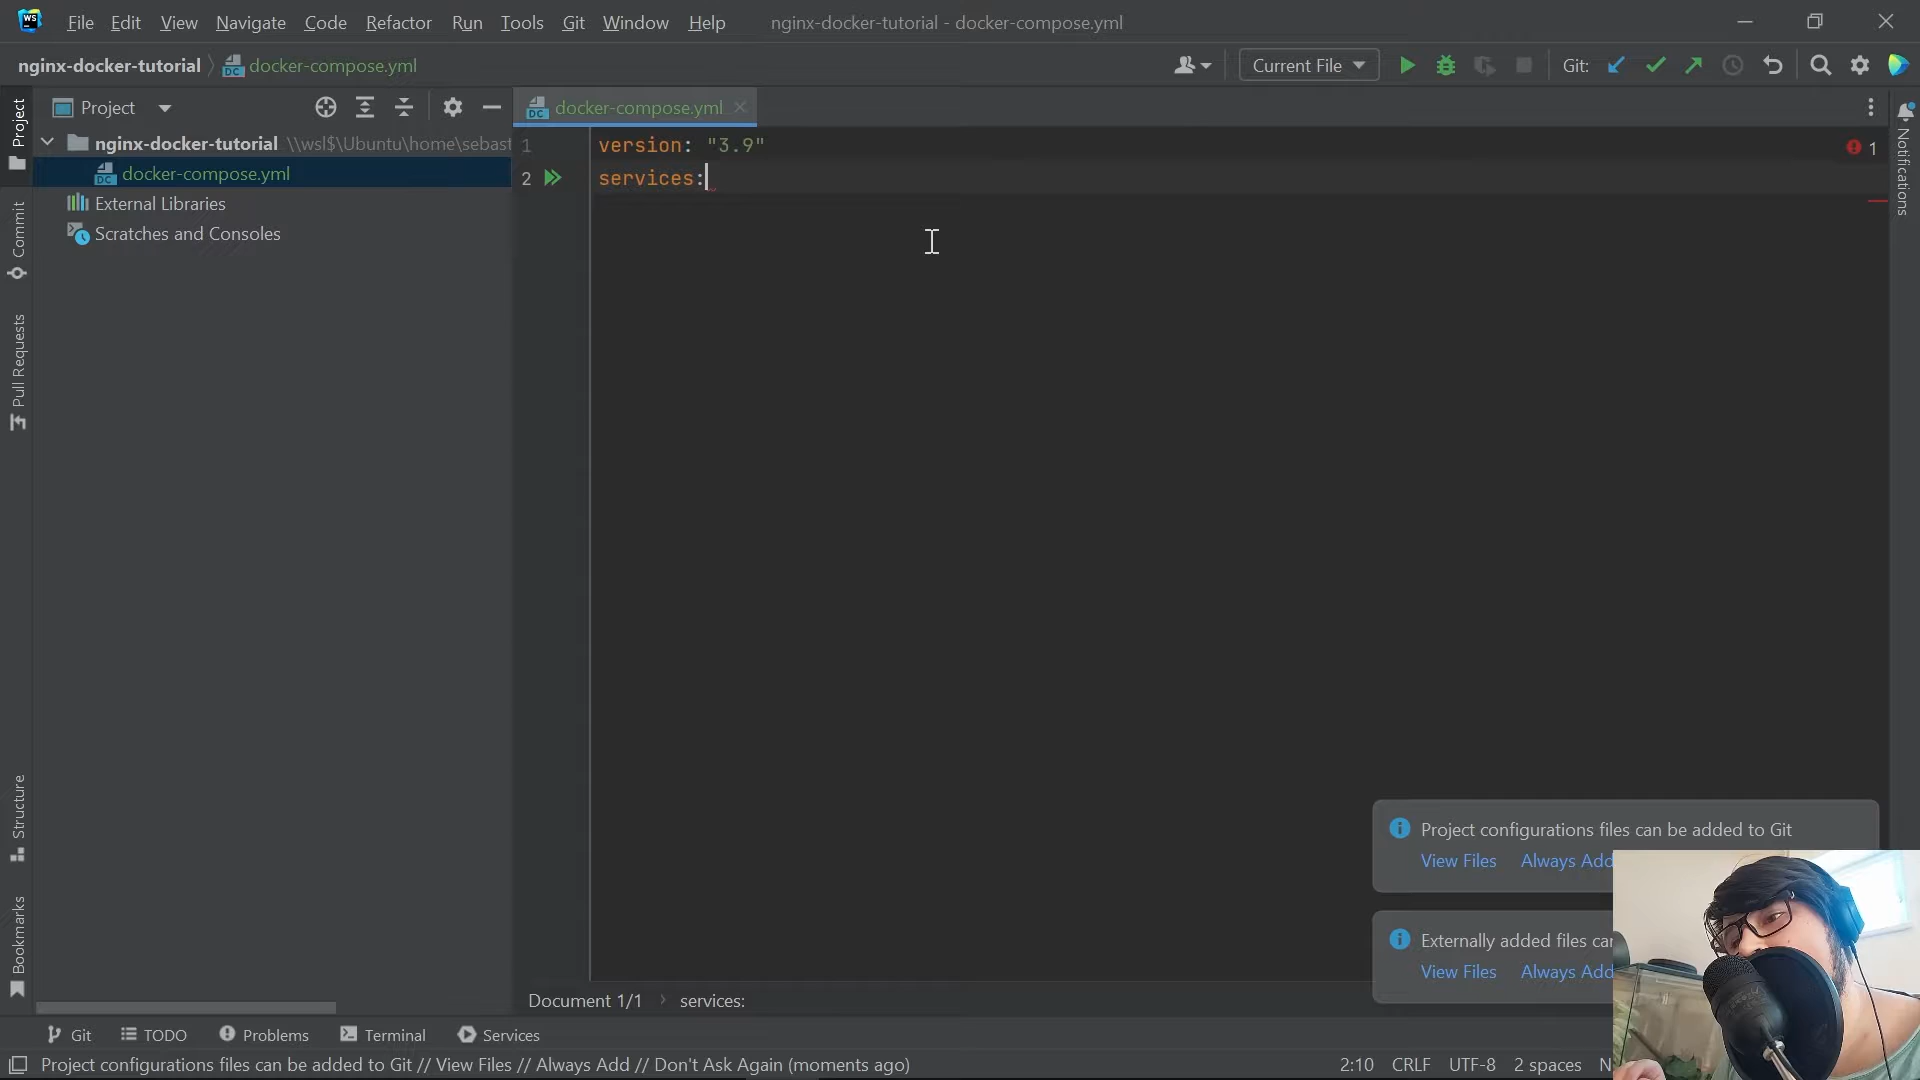 WS File Edit View Navigate Code Refactor Run Tools Git Window Help nginx-docker-tutorial - docker-compose.yml
nginx-docker-tutorial docker-compose.yml Current File Git:
Project docker-compose.yml
nginx-docker-tutorial \\wsl$\Ubuntu\home\sebast
docker-compose.yml
External Libraries
Scratches and Consoles
1 version: "3.9"
2 services:
1
Project
Commit
Pull Requests
Structure
Bookmarks
Notifications
Project configurations files can be added to Git
View Files Always Add
Externally added files can
View Files Always Add
Document 1/1 services:
Git TODO Problems Terminal Services
Project configurations files can be added to Git // View Files // Always Add // Don't Ask Again (moments ago) 2:10 CRLF UTF-8 2 spaces